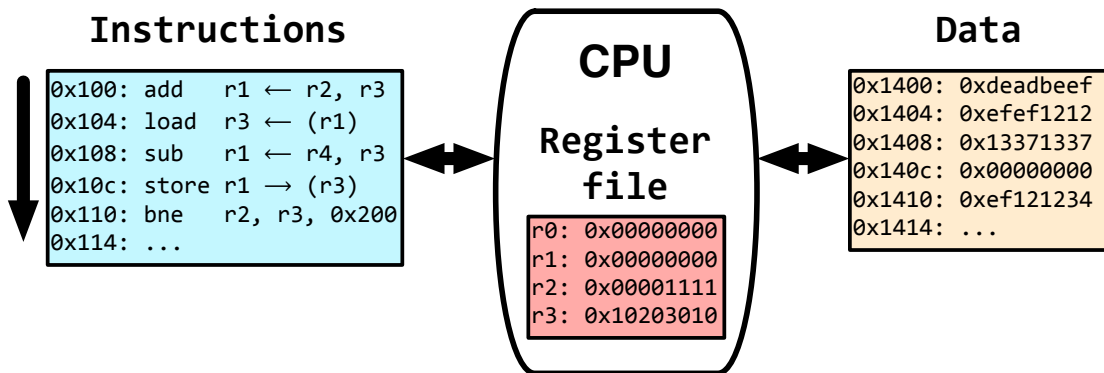 Instructions
0x100: add r1 ← r2, r3
0x104: load r3 ← (r1)
0x108: sub r1 ← r4, r3
0x10c: store r1 → (r3)
0x110: bne r2, r3, 0x200
0x114: ...
CPU
Register
file
r0: 0x00000000
r1: 0x00000000
r2: 0x00001111
r3: 0x10203010
Data
0x1400: 0xdeadbeef
0x1404: 0xefef1212
0x1408: 0x13371337
0x140c: 0x00000000
0x1410: 0xef121234
0x1414: ...